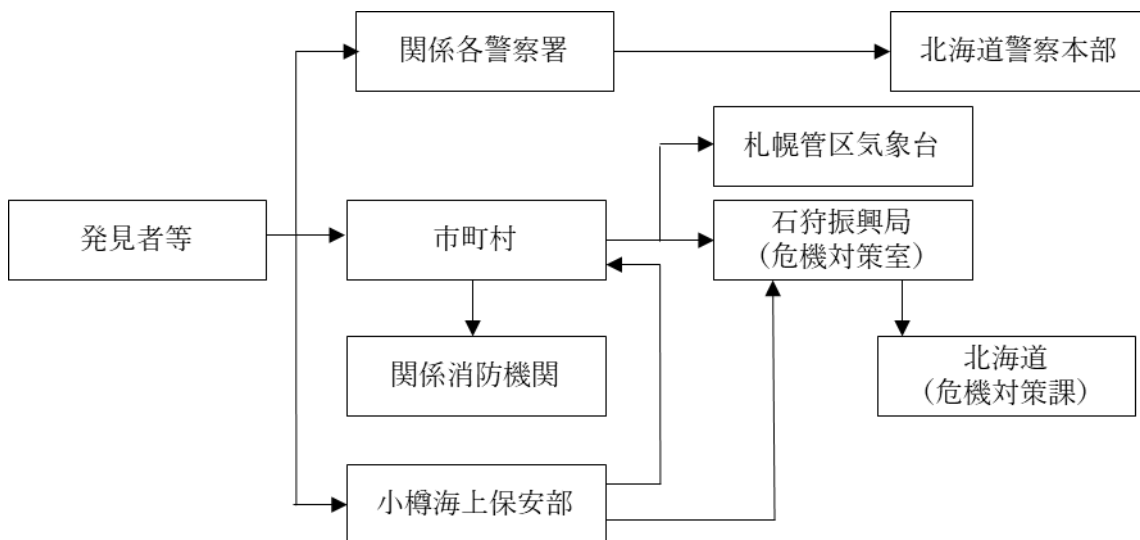 関係各警察署
北海道警察本部
札幌管区気象台
発見者等
市町村
石狩振興局
（危機対策室）
関係消防機関
北海道
（危機対策課）
小樽海上保安部